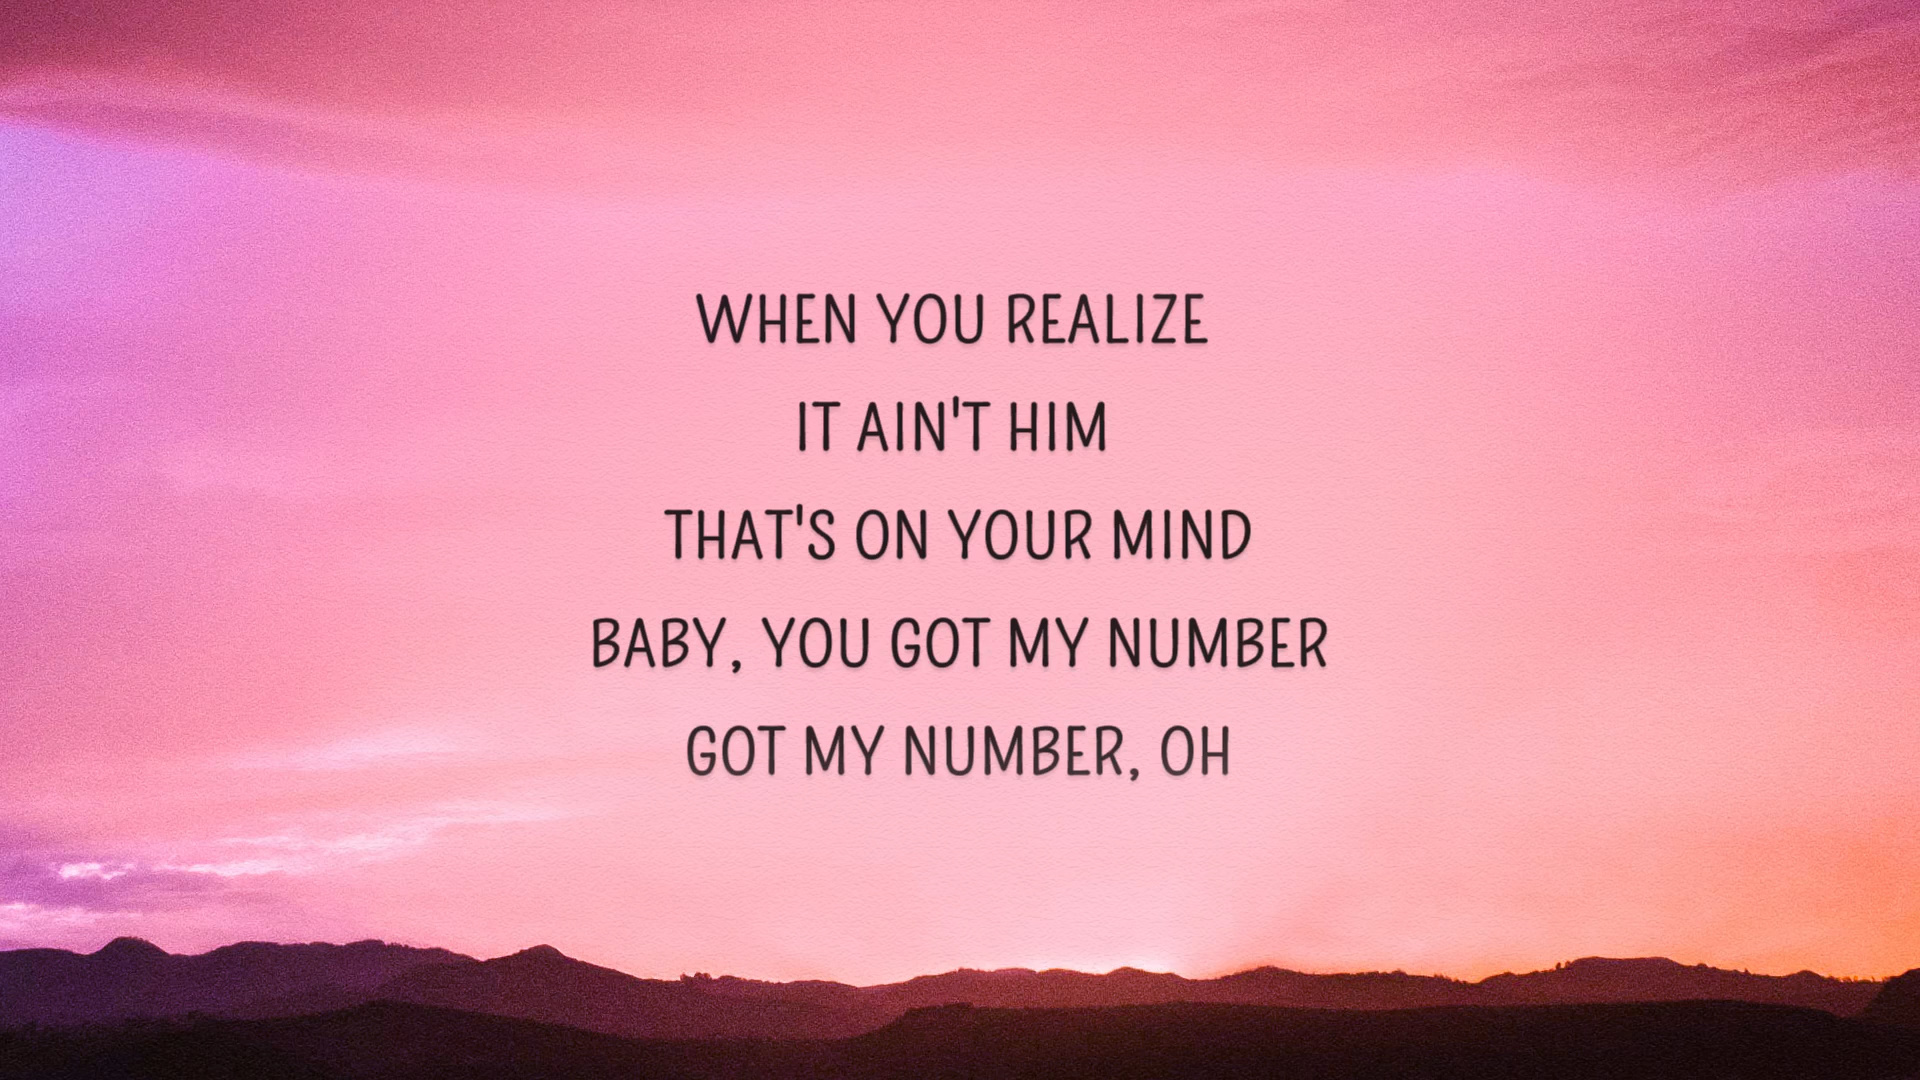 WHEN YOU REALIZE
IT AIN'T HIM
THAT'S ON YOUR MIND
BABY, YOU GOT MY NUMBER
GOT MY NUMBER, OH